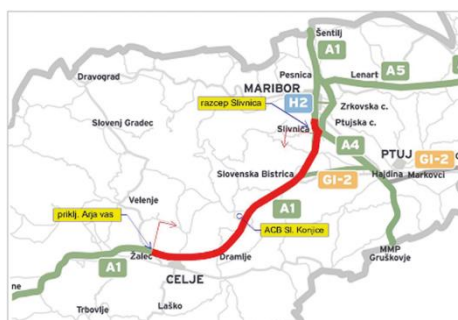 Šentilj
A1
Pesnica
Lenart
A5
Dravograd
MARIBOR
H2
Zrkovska c.
razcep Slivnica
Ptujska c.
Slivnica
Slovenj Gradec
A4
PTUJ
GI-2
Hajdina
Markovci
Slovenska Bistrica
GI-2
Velenje
A1
priklj. Arja vas
ACB Sl. Konjice
MMP
Gruškovje
Žalec
Dramlje
A1
CELJE
ne
Laško
Trbovlje